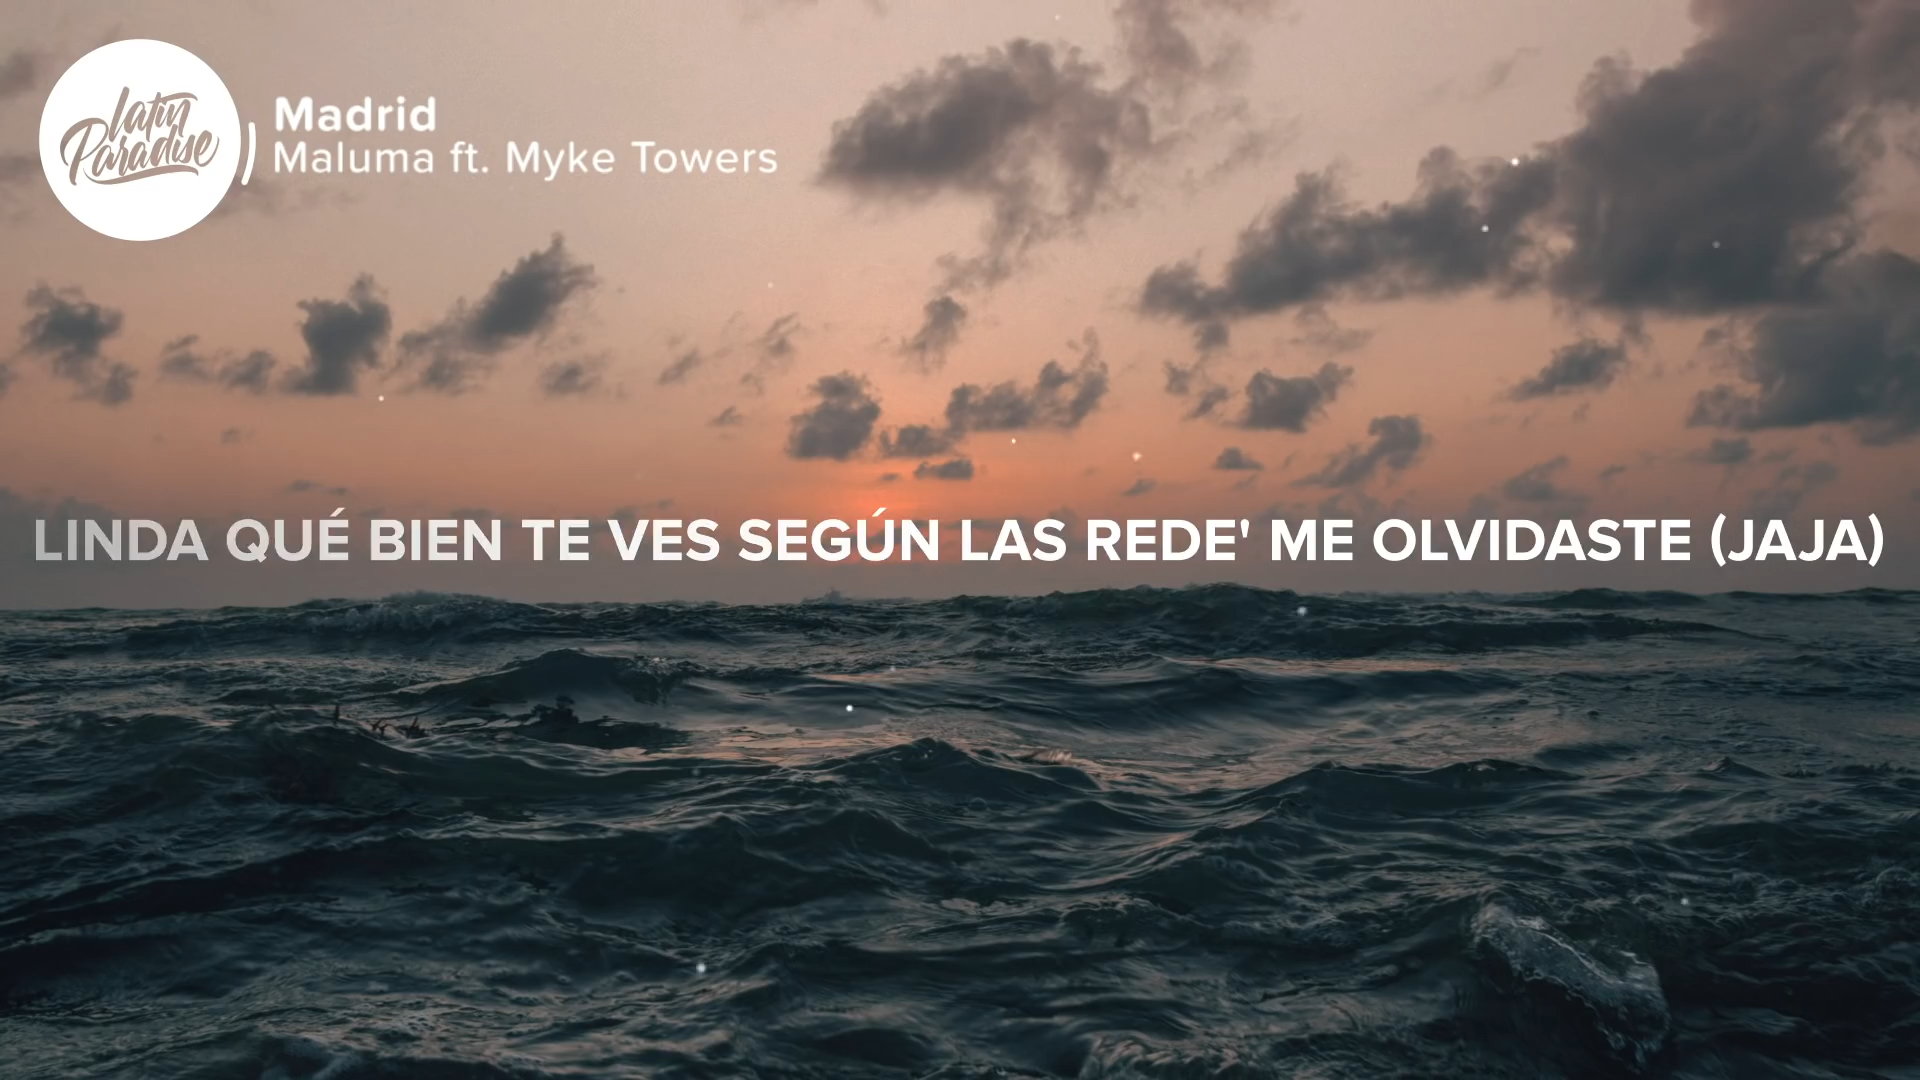 Latin
Paradise
Madrid
Maluma ft. Myke Towers
LINDA QUÉ BIEN TE VES SEGÚN LAS REDE' ME OLVIDASTE (JAJA)